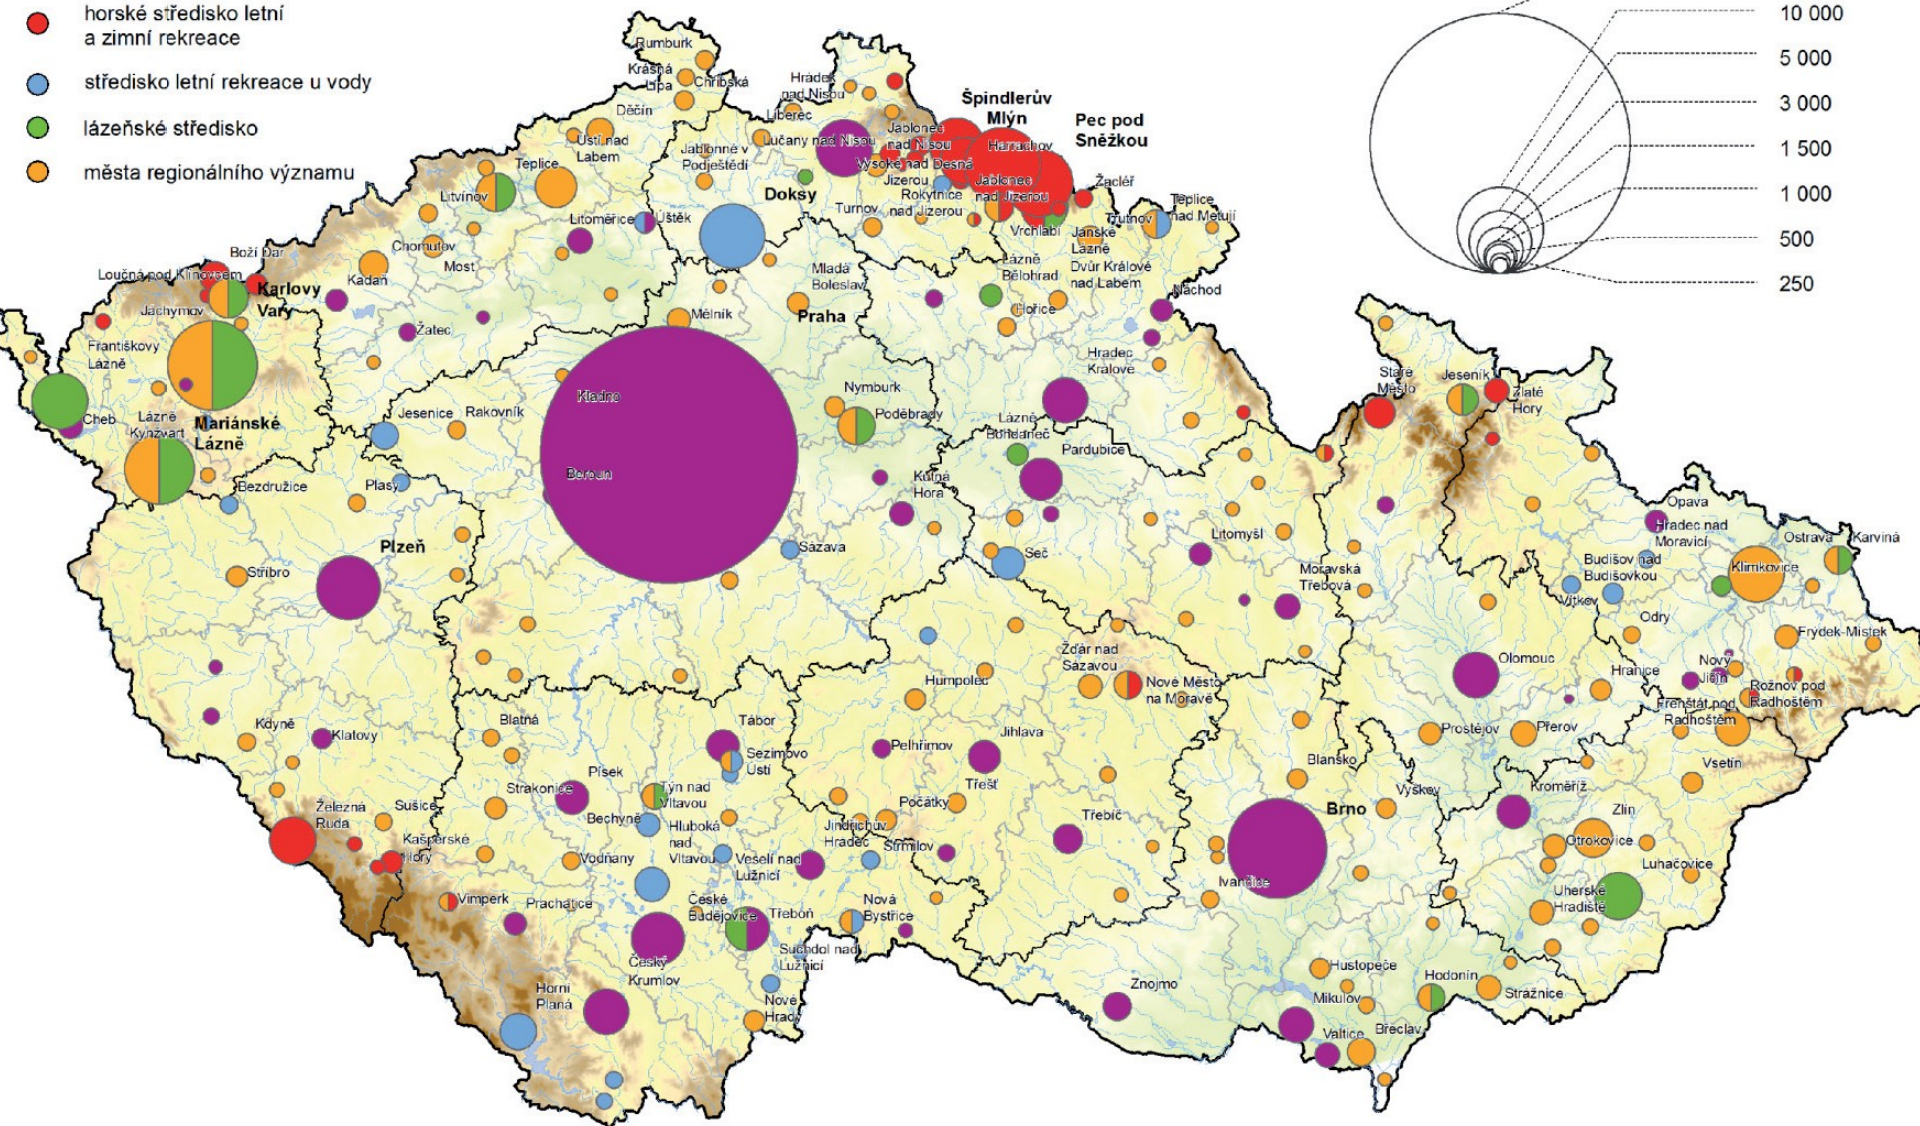 horské středisko letní
a zimní rekreace
středisko letní rekreace u vody
lázeňské středisko
města regionálního významu
10 000
5 000
3 000
1 500
1 000
500
250
Rumburk
Krásná
Lípa
Chřibská
Děčín
Ústí nad
Labem
Teplice
Litvínov
Litoměřice
Úštěk
Hrádek
nad Nisou
Liberec
Lučany nad Nisou
Jablonné v
Podještědí
Doksy
Jablonec
nad Nisou
Harrachov
Špindlerův
Mlýn
Pec pod
Sněžkou
Vysoké nad
Jizerou
Desná
Jablonec
nad Jizerou
Rokytnice
nad Jizerou
Turnov
Žacléř
Trutnov
Teplice
nad Metují
Vrchlabí
Janské
Lázně
Lázně
Bělohrad
Dvůr Králové
nad Labem
Hořice
Náchod
Hradec
Králové
Boží Dar
Loučná pod Klínovcem
Karlovy
Vary
Jáchymov
Kadaň
Chomutov
Most
Žatec
Františkovy
Lázně
Cheb
Lázně
Kynžvart
Mariánské
Lázně
Mělník
Mladá
Boleslav
Praha
Kladno
Beroun
Jesenice
Rakovník
Nymburk
Poděbrady
Kutná
Hora
Sázava
Lázně
Bohdaneč
Pardubice
Seč
Litomyšl
Moravská
Třebová
Staré
Město
Jeseník
Zlaté
Hory
Bezdružice
Plasy
Plzeň
Stříbro
Kdyně
Klatovy
Železná
Ruda
Sušice
Kašperské
Hory
Vimperk
Prachatice
Blatná
Strakonice
Písek
Vodňany
Tábor
Sezimovo
Ústí
Týn nad
Vltavou
Bechyně
Hluboká
nad
Vltavou
Veselí nad
Lužnicí
České
Budějovice
Třeboň
Suchdol nad
Lužnicí
Nové
Hrady
Český
Krumlov
Horní
Planá
Humpolec
Pelhřimov
Jihlava
Třešť
Počátky
Jindřichův
Hradec
Strmilov
Nová
Bystřice
Žďár nad
Sázavou
Nové Město
na Moravě
Třebíč
Znojmo
Blansko
Vyškov
Brno
Ivančice
Hustopeče
Mikulov
Valtice
Břeclav
Hodonín
Strážnice
Olomouc
Prostějov
Přerov
Hranice
Kroměříž
Zlín
Otrokovice
Luhačovice
Uherské
Hradiště
Vsetín
Opava
Hradec nad
Moravicí
Ostrava
Karviná
Klimkovice
Budišov nad
Budišovkou
Vítkov
Odry
Frýdek-Místek
Nový
Jičín
Rožnov pod
Radhoštěm
Frenštát pod
Radhoštěm